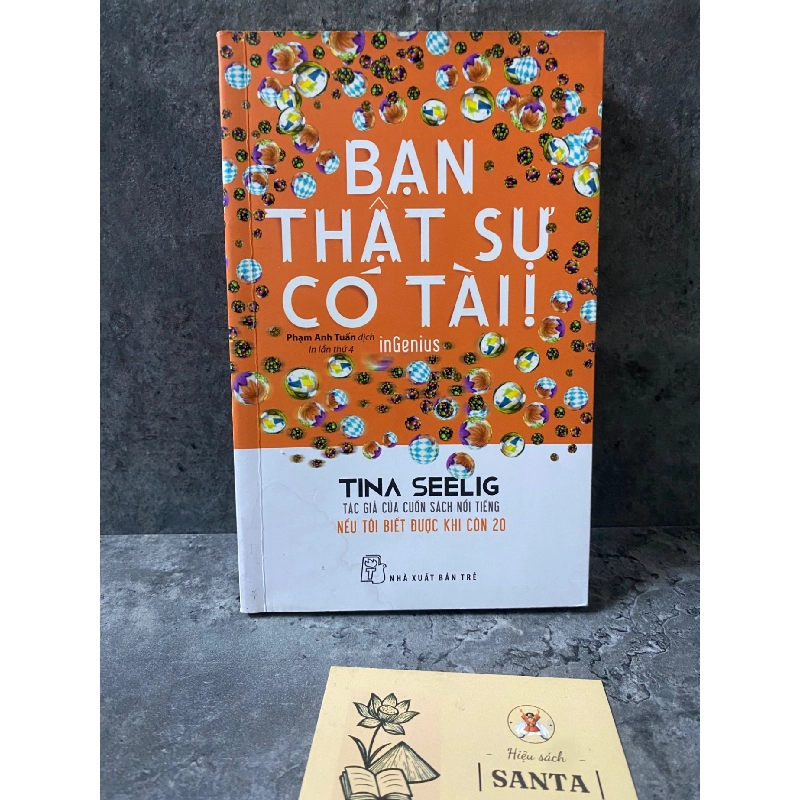 BẠN
THẬT SỰ
CÓ TÀI!
Phạm Anh Tuấn dịch
In lần thứ 4
inGenius
TINA SEELIG
TÁC GIẢ CỦA CUỐN SÁCH NỔI TIẾNG
NẾU TÔI BIẾT ĐƯỢC KHI CÒN 20
T
NHÀ XUẤT BẢN TRẺ
Hiệu sách
SANTA